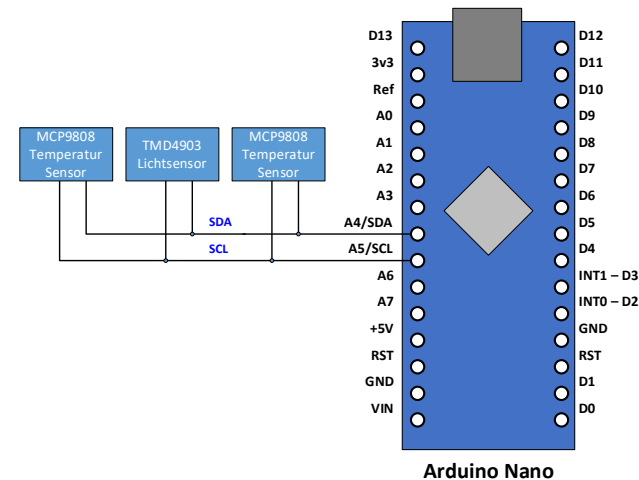 MCP9808
Temperatur
Sensor
TMD4903
Lichtsensor
MCP9808
Temperatur
Sensor
SDA
SCL
D13
3v3
Ref
A0
A1
A2
A3
A4/SDA
A5/SCL
A6
A7
+5V
RST
GND
VIN
D12
D11
D10
D9
D8
D7
D6
D5
D4
INT1 – D3
INT0 – D2
GND
RST
D1
D0
Arduino Nano